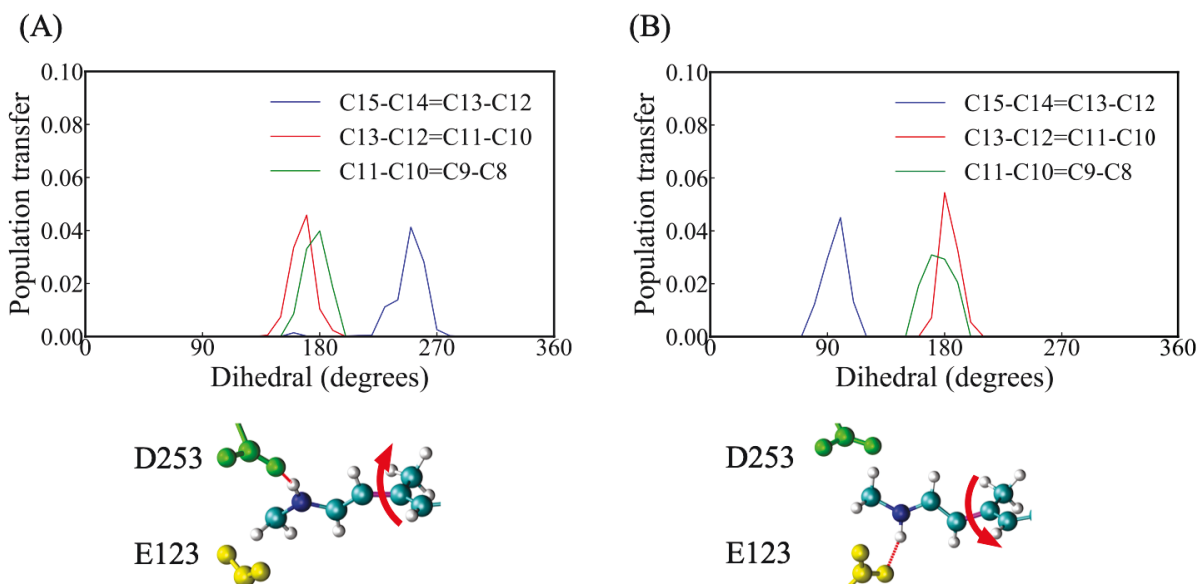 (A)
Population transfer
0.10
0.08
0.06
0.04
0.02
0.00
C15-C14=C13-C12
C13-C12=C11-C10
C11-C10=C9-C8
0 90 180 270 360
Dihedral (degrees)
D253
E123
(B)
Population transfer
0.10
0.08
0.06
0.04
0.02
0.00
C15-C14=C13-C12
C13-C12=C11-C10
C11-C10=C9-C8
0 90 180 270 360
Dihedral (degrees)
D253
E123